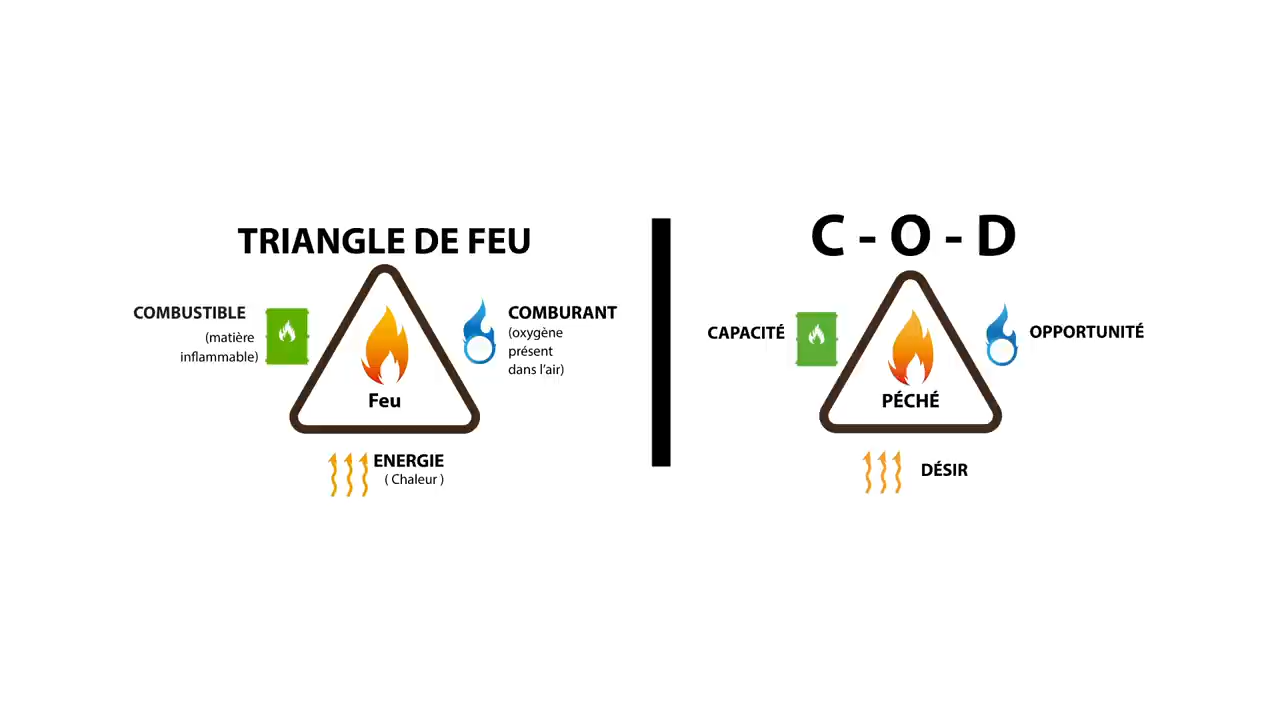 TRIANGLE DE FEU
COMBUSTIBLE
(matière
inflammable)
COMBURANT
(oxygène
présent
dans l'air)
Feu
ENERGIE
( Chaleur )
C - O - D
CAPACITÉ
OPPORTUNITÉ
PÉCHÉ
DÉSIR